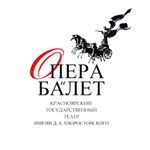 ОПЕРА
БАЛЕТ
КРАСНОЯРСКИЙ
ГОСУДАРСТВЕННЫЙ
ТЕАТР
ИМЕНИ Д.А. ХВОРОСТОВСКОГО